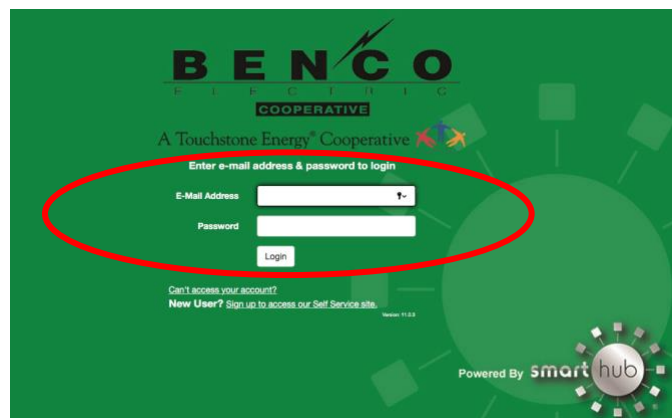 BENCO
ELECTRIC
COOPERATIVE
A Touchstone Energy® Cooperative
Enter e-mail address & password to login
E-Mail Address
Password
Login
Can't access your account?
New User? Sign up to access our Self Service site.
Powered By smart hub